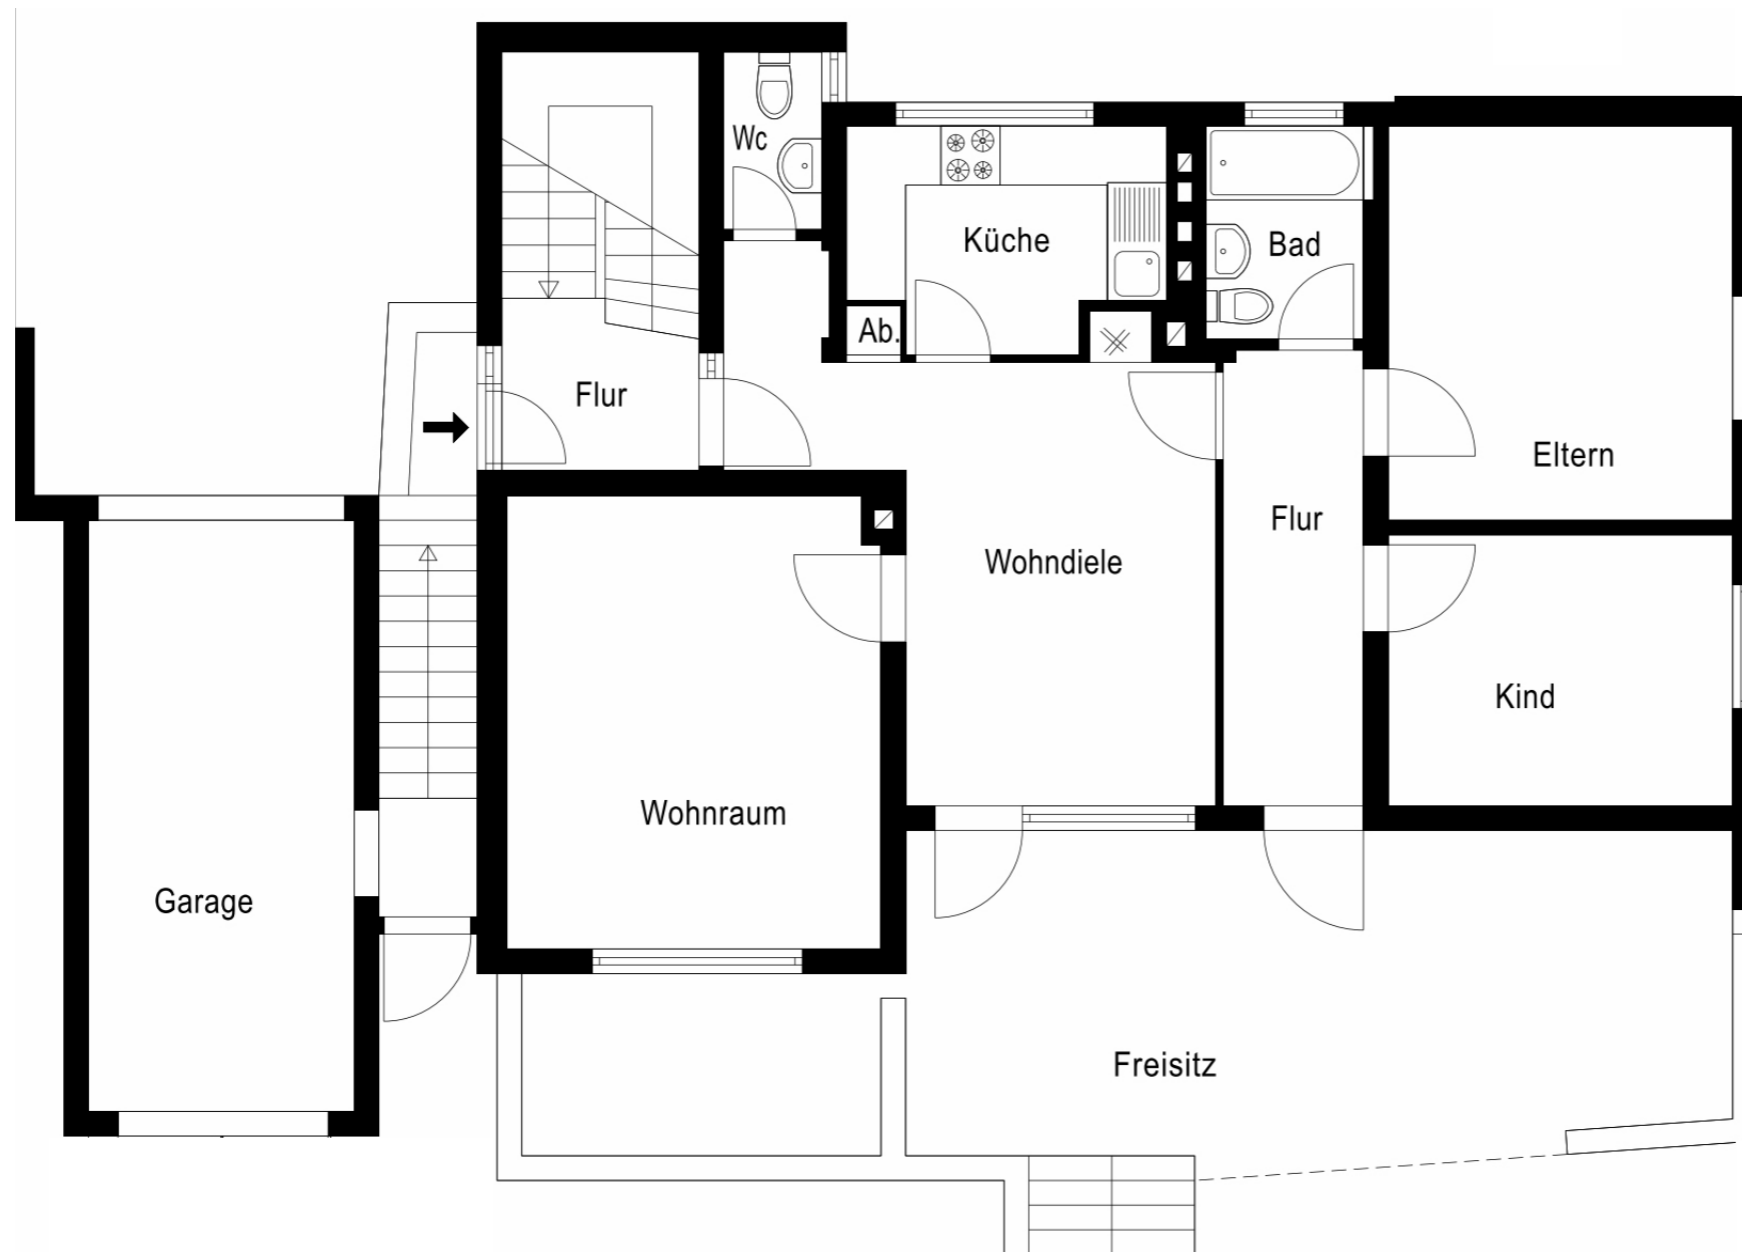 Wc
Küche
Bad
Ab.
Flur
Eltern
Flur
Wohndiele
Kind
Wohnraum
Garage
Freisitz